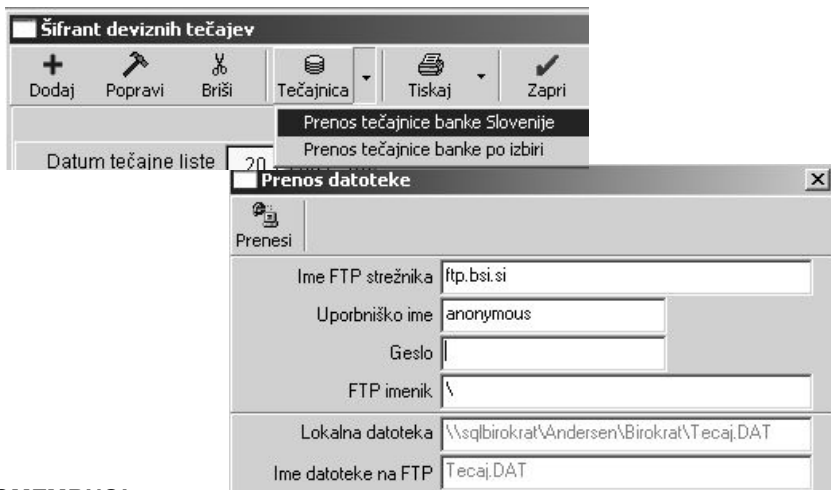 Šifrant deviznih tečajev
Dodaj Popravi Briši Tečajnica Tiskaj Zapri
Prenos tečajnice banke Slovenije
Prenos tečajnice banke po izbiri
Datum tečajne liste 20
Prenos datoteke
Prenesi
Ime FTP strežnika ftp.bsi.si
Uporbniško ime anonymous
Geslo
FTP imenik \
Lokalna datoteka \\sqlbirokrat\Andersen\Birokrat\Tecaj.DAT
Ime datoteke na FTP Tecaj.DAT